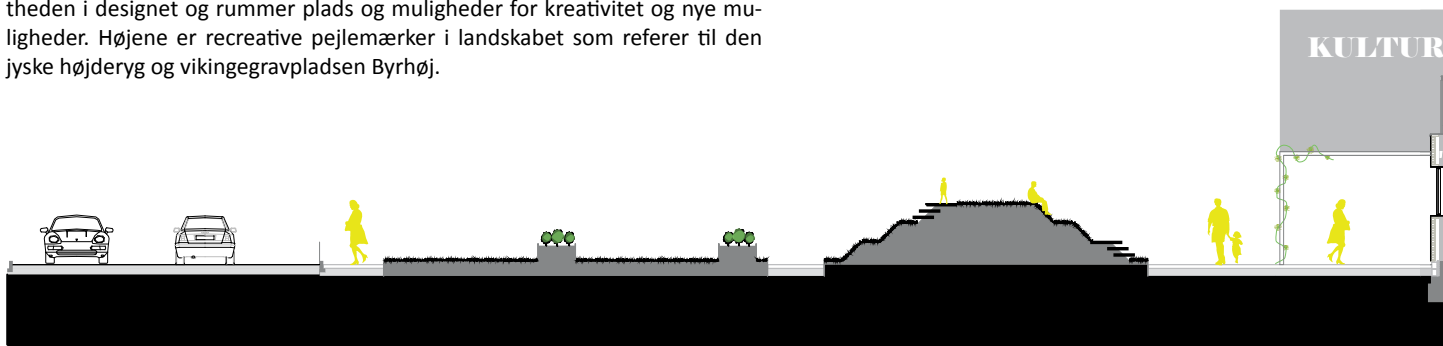 theden i designet og rummer plads og muligheder for kreativitet og nye mu-
ligheder. Højene er recreative pejlemærker i landskabet som referer til den
jyske højderyg og vikingegravpladsen Byrhøj.
KULTUR